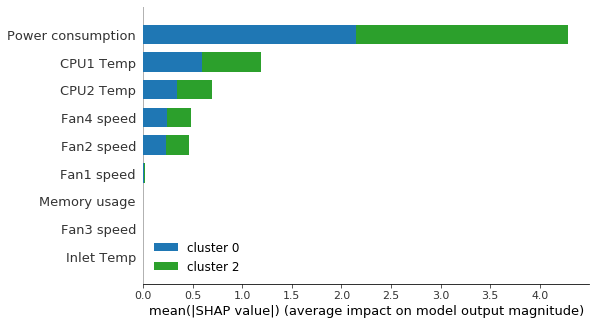 Power consumption
CPU1 Temp
CPU2 Temp
Fan4 speed
Fan2 speed
Fan1 speed
Memory usage
Fan3 speed
Inlet Temp
cluster 0
cluster 2
0.0 0.5 1.0 1.5 2.0 2.5 3.0 3.5 4.0
mean(|SHAP value|) (average impact on model output magnitude)